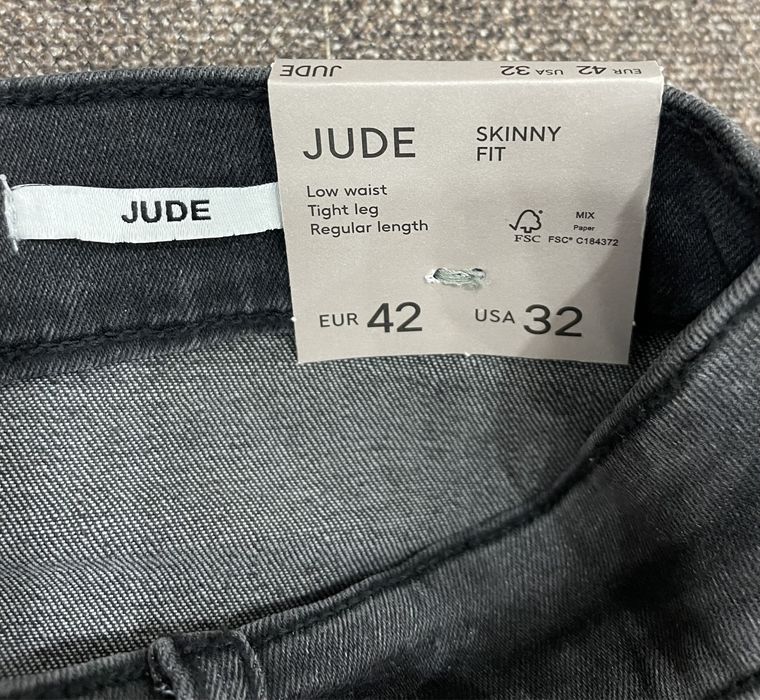 JUDE
EUR 42 USA 32
JUDE
JUDE
SKINNY
FIT
Low waist
Tight leg
Regular length
FSC
MIX
Paper
FSC® C184372
EUR 42
USA 32